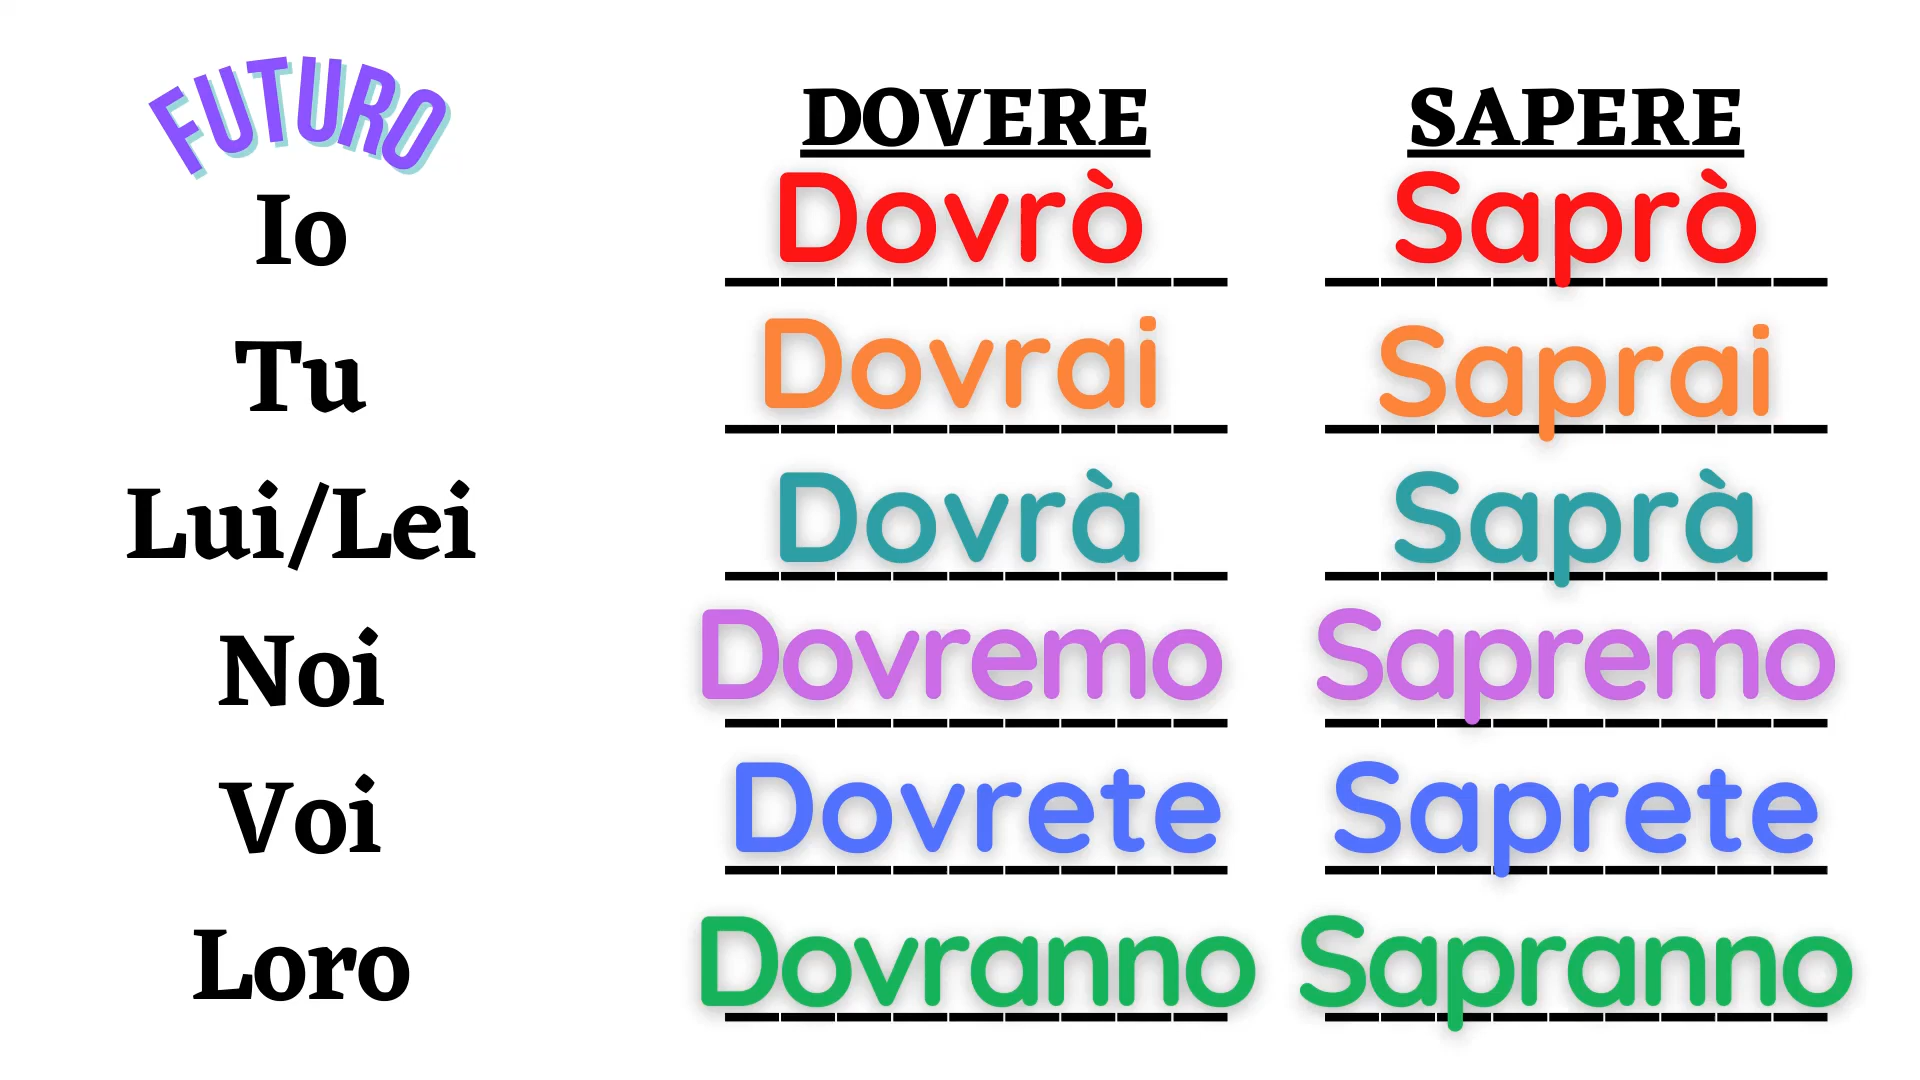 FUTURO DOVERE SAPERE
Io Dovrò Saprò
Tu Dovrai Saprai
Lui/Lei Dovrà Saprà
Noi Dovremo Sapremo
Voi Dovrete Saprete
Loro Dovranno Sapranno